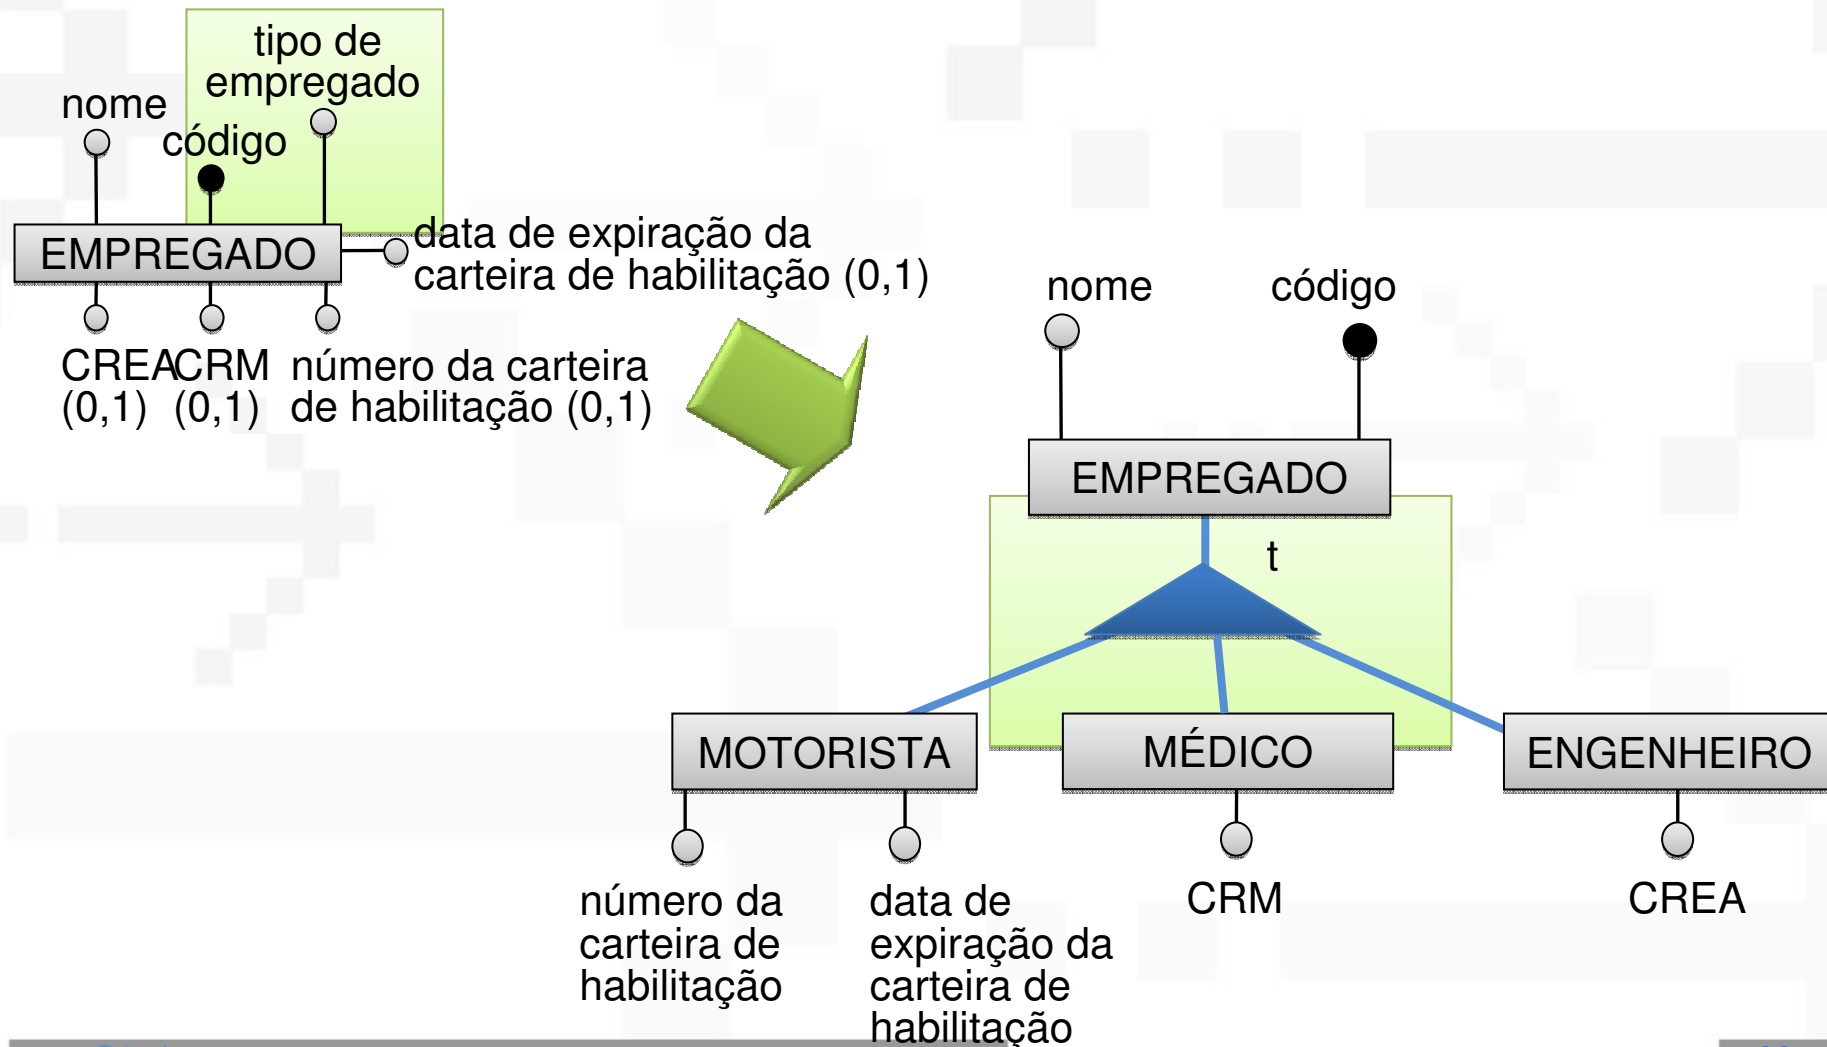 tipo de
empregado
nome
código
EMPREGADO
data de expiração da
carteira de habilitação (0,1)
CREA
(0,1)
CRM
(0,1)
número da carteira
de habilitação (0,1)
nome
código
EMPREGADO
t
MOTORISTA
MÉDICO
ENGENHEIRO
número da
carteira de
habilitação
data de
expiração da
carteira de
habilitação
CRM
CREA